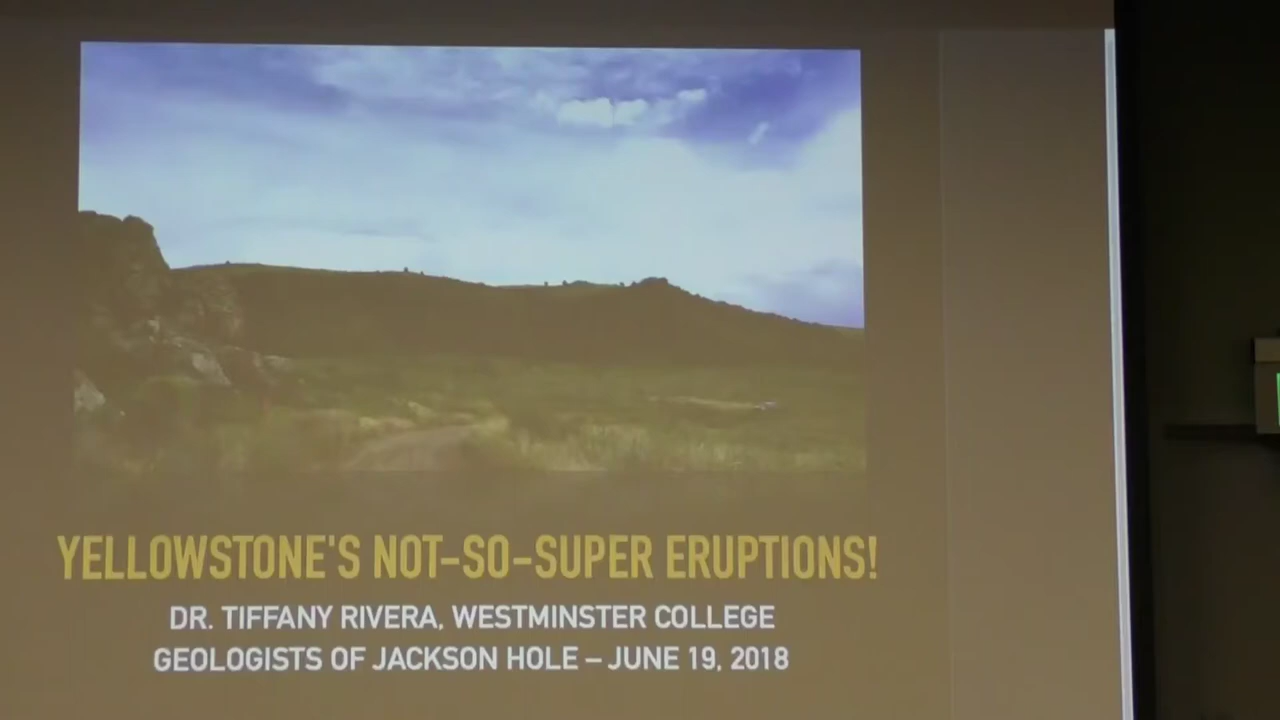 YELLOWSTONE'S NOT-SO-SUPER ERUPTIONS!
DR. TIFFANY RIVERA, WESTMINSTER COLLEGE
GEOLOGISTS OF JACKSON HOLE – JUNE 19, 2018